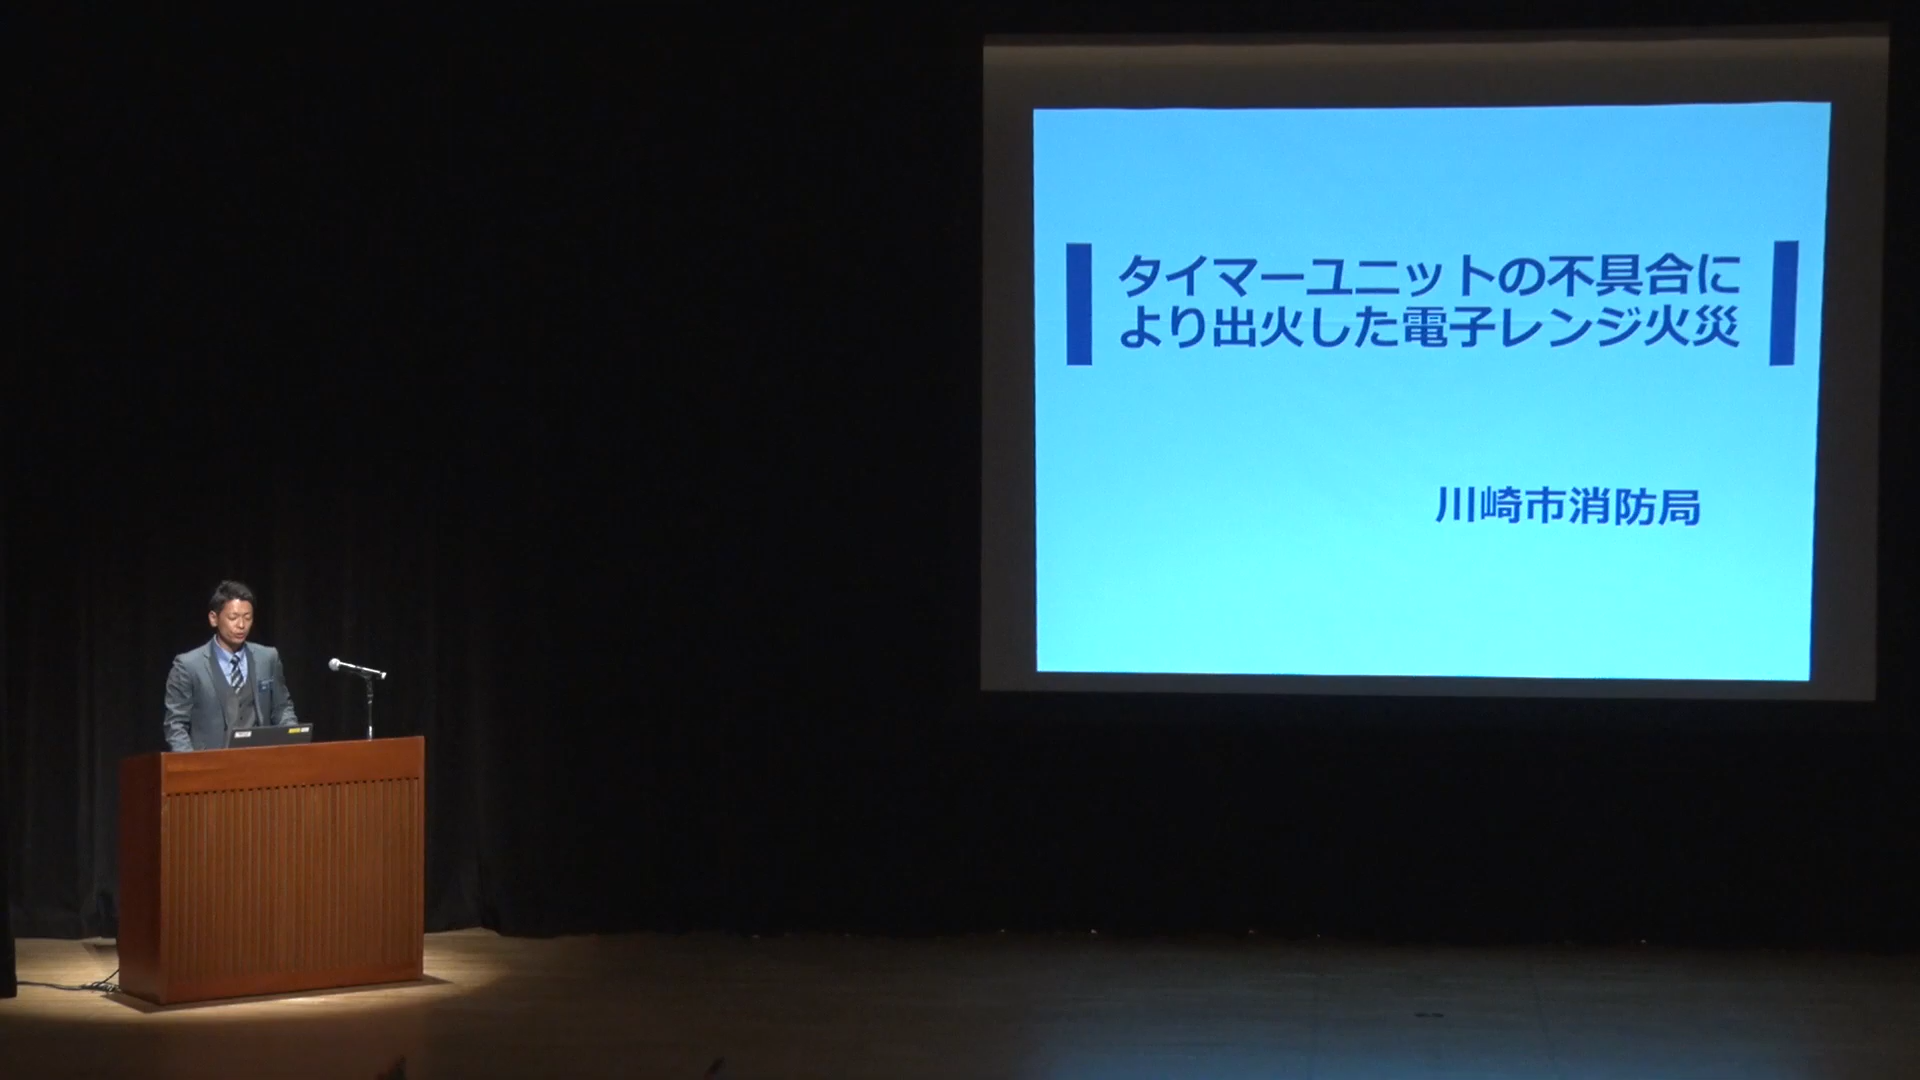 タイマーユニットの不具合に
より出火した電子レンジ火災
川崎市消防局